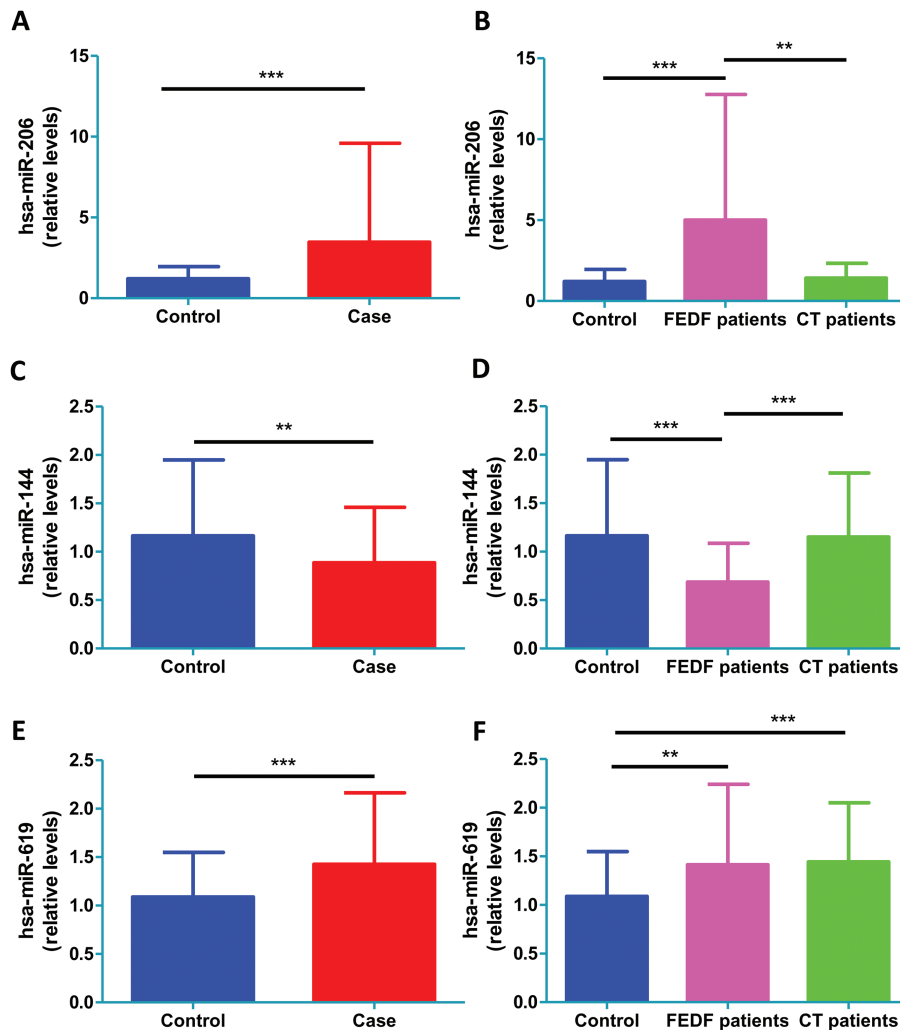 A
hsa-miR-206
(relative levels)
15
10
5
0
***
Control
Case
B
hsa-miR-206
(relative levels)
15
10
5
0
***
**
Control
FEDF patients
CT patients
C
hsa-miR-144
(relative levels)
2.5
2.0
1.5
1.0
0.5
0.0
**
Control
Case
D
hsa-miR-144
(relative levels)
2.5
2.0
1.5
1.0
0.5
0.0
***
***
Control
FEDF patients
CT patients
E
hsa-miR-619
(relative levels)
2.5
2.0
1.5
1.0
0.5
0.0
***
Control
Case
F
hsa-miR-619
(relative levels)
2.5
2.0
1.5
1.0
0.5
0.0
***
**
Control
FEDF patients
CT patients